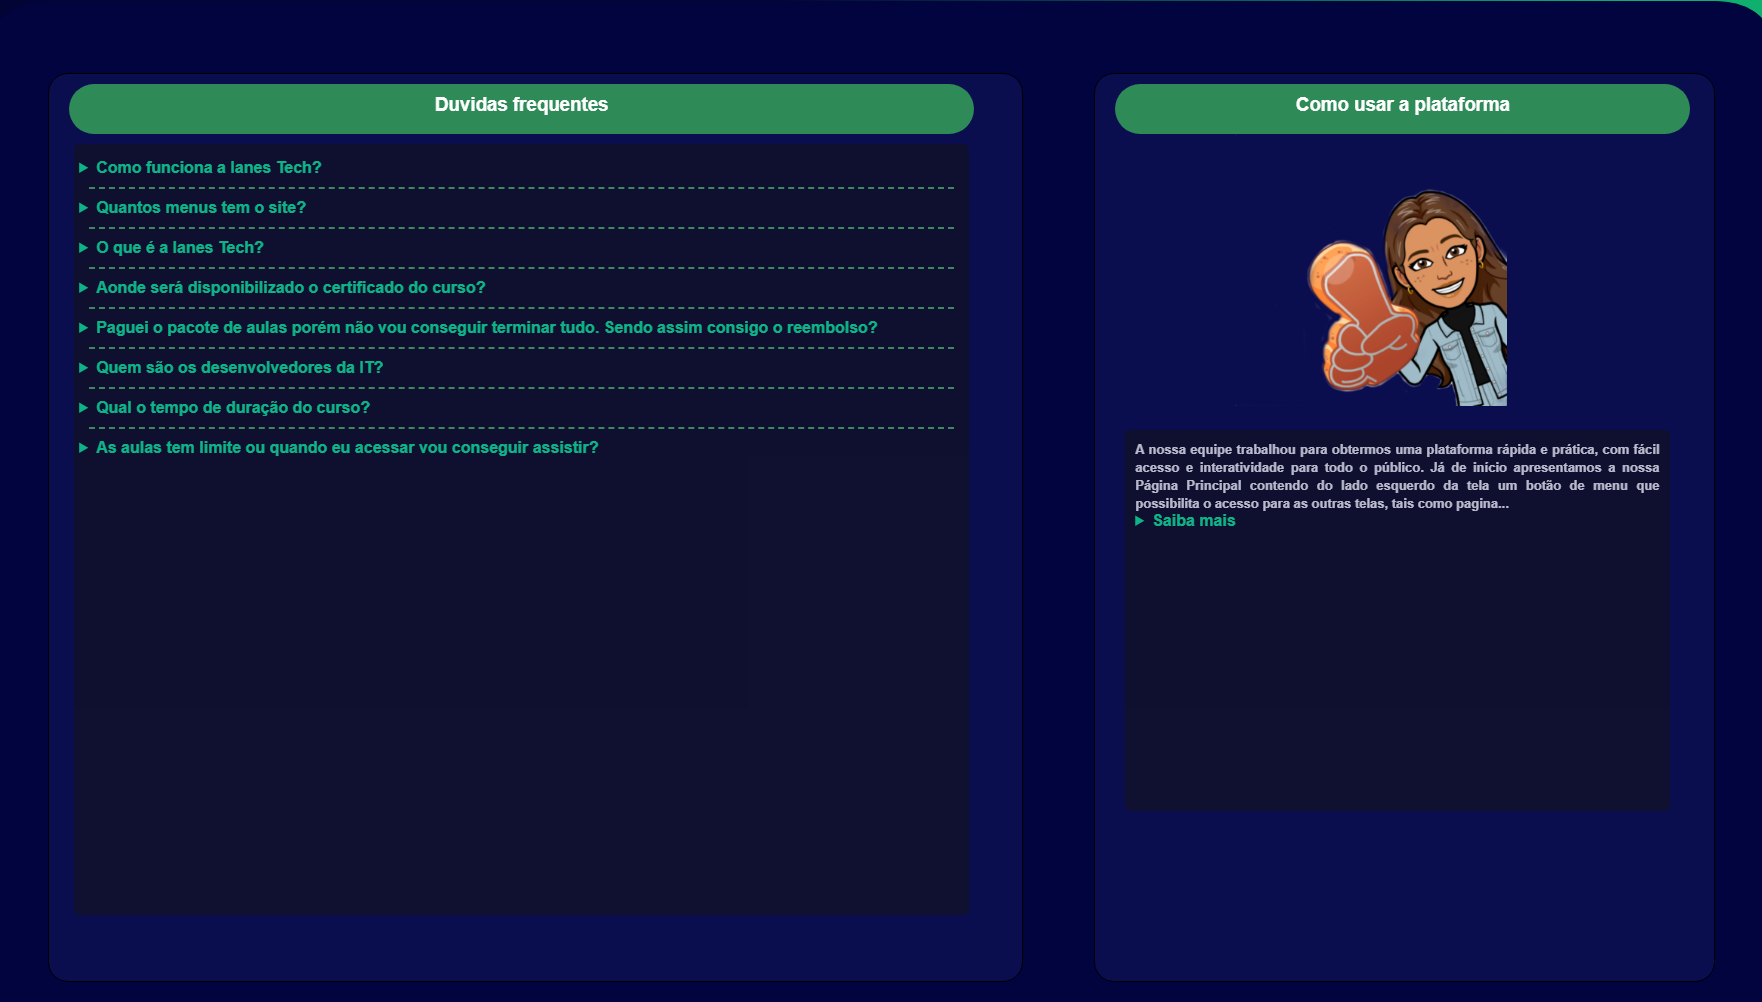 Duvidas frequentes
Como funciona a Ianes Tech?
Quantos menus tem o site?
O que é a Ianes Tech?
Aonde será disponibilizado o certificado do curso?
Paguei o pacote de aulas porém não vou conseguir terminar tudo. Sendo assim consigo o reembolso?
Quem são os desenvolvedores da IT?
Qual o tempo de duração do curso?
As aulas tem limite ou quando eu acessar vou conseguir assistir?
Como usar a plataforma
A nossa equipe trabalhou para obtermos uma plataforma rápida e prática, com fácil
acesso e interatividade para todo o público. Já de início apresentamos a nossa
Página Principal contendo do lado esquerdo da tela um botão de menu que
possibilita o acesso para as outras telas, tais como pagina...
Saiba mais